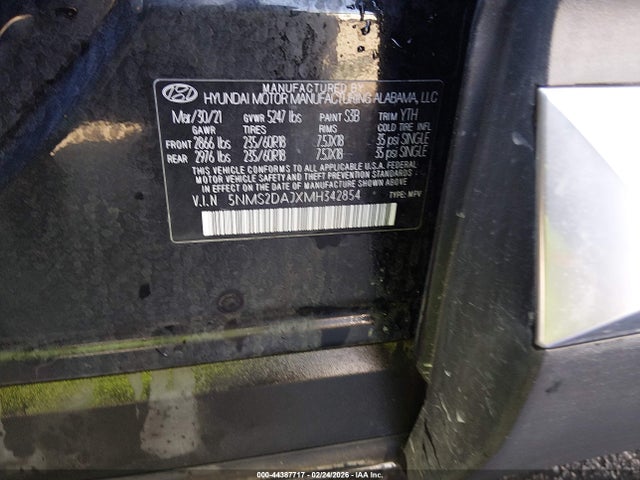 MANUFACTURED BY
HYUNDAI MOTOR MANUFACTURING ALABAMA, LLC
Mar/30/21 GVWR 5247 lbs PAINT S3B TRIM YTH
GAWR TIRES RIMS COLD TIRE INFL
FRONT 2866 lbs 235/60R18 7.5JX18 35 psi SINGLE
REAR 2976 lbs 235/60R18 7.5JX18 35 psi SINGLE
THIS VEHICLE CONFORMS TO ALL APPLICABLE U.S.A. FEDERAL
MOTOR VEHICLE SAFETY, BUMPER, AND THEFT PREVENTION
STANDARDS IN EFFECT ON THE DATE OF MANUFACTURE SHOWN ABOVE.
V.I.N 5NMS2DAJXMH342854 TYPE: MPV
000-44387717 - 02/24/2026 - © 2026 - IAA Inc.